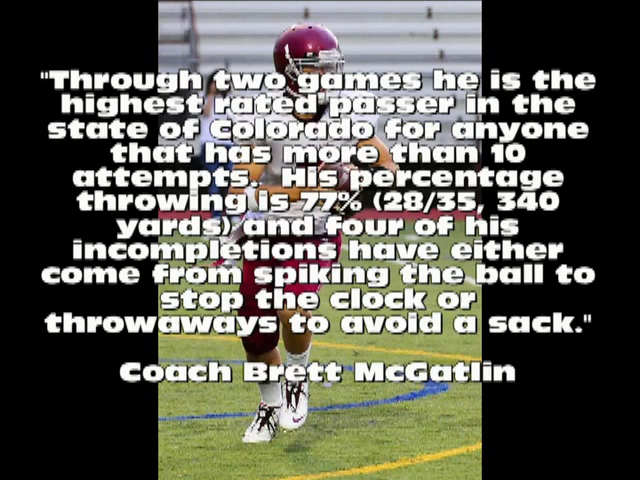 "Through two games he is the
highest rated passer in the
state of Colorado for anyone
that has more than 10
attempts.  His percentage
throwing is 77% (28/35, 340
yards) and four of his
incompletions have either
come from spiking the ball to
stop the clock or
throwaways to avoid a sack."
Coach Brett McGatlin